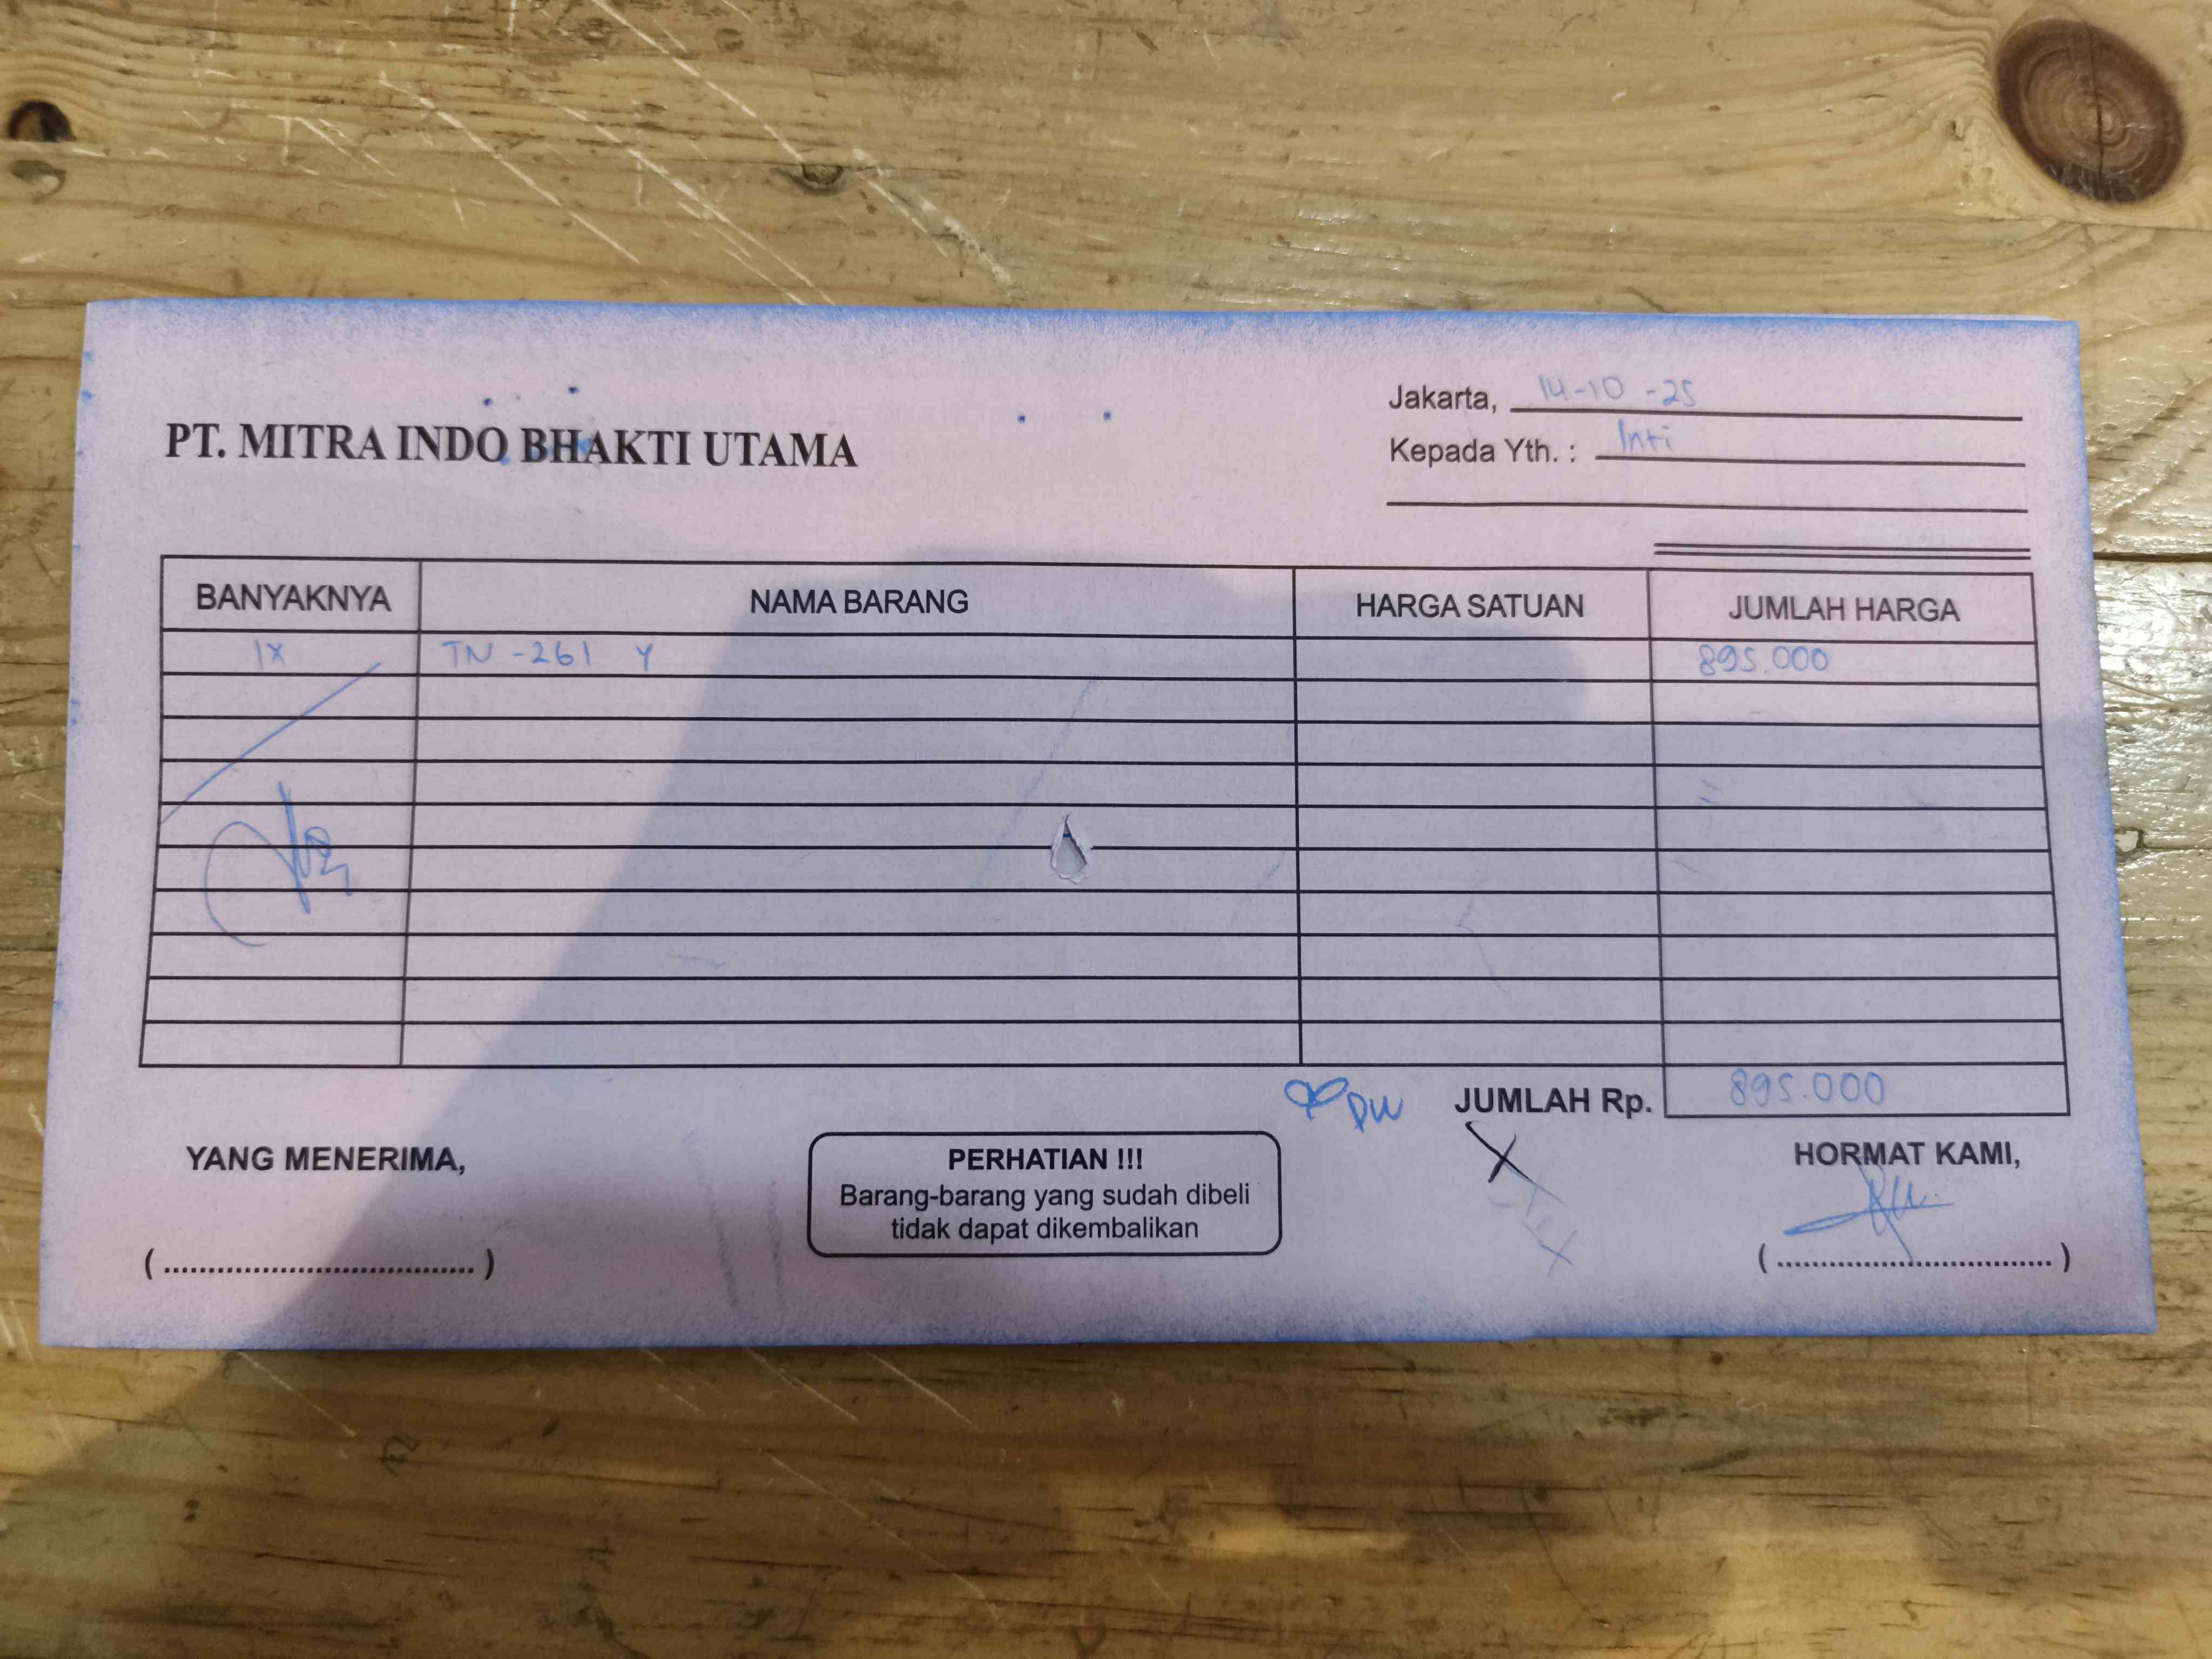 PT. MITRA INDO BHAKTI UTAMA
Jakarta, 14-10-25
Kepada Yth. : Inti
BANYAKNYA NAMA BARANG HARGA SATUAN JUMLAH HARGA
1X TN-261 Y 895.000
JUMLAH Rp. 895.000
YANG MENERIMA,
PERHATIAN !!!
Barang-barang yang sudah dibeli
tidak dapat dikembalikan
HORMAT KAMI,
(....................................)
(....................................)